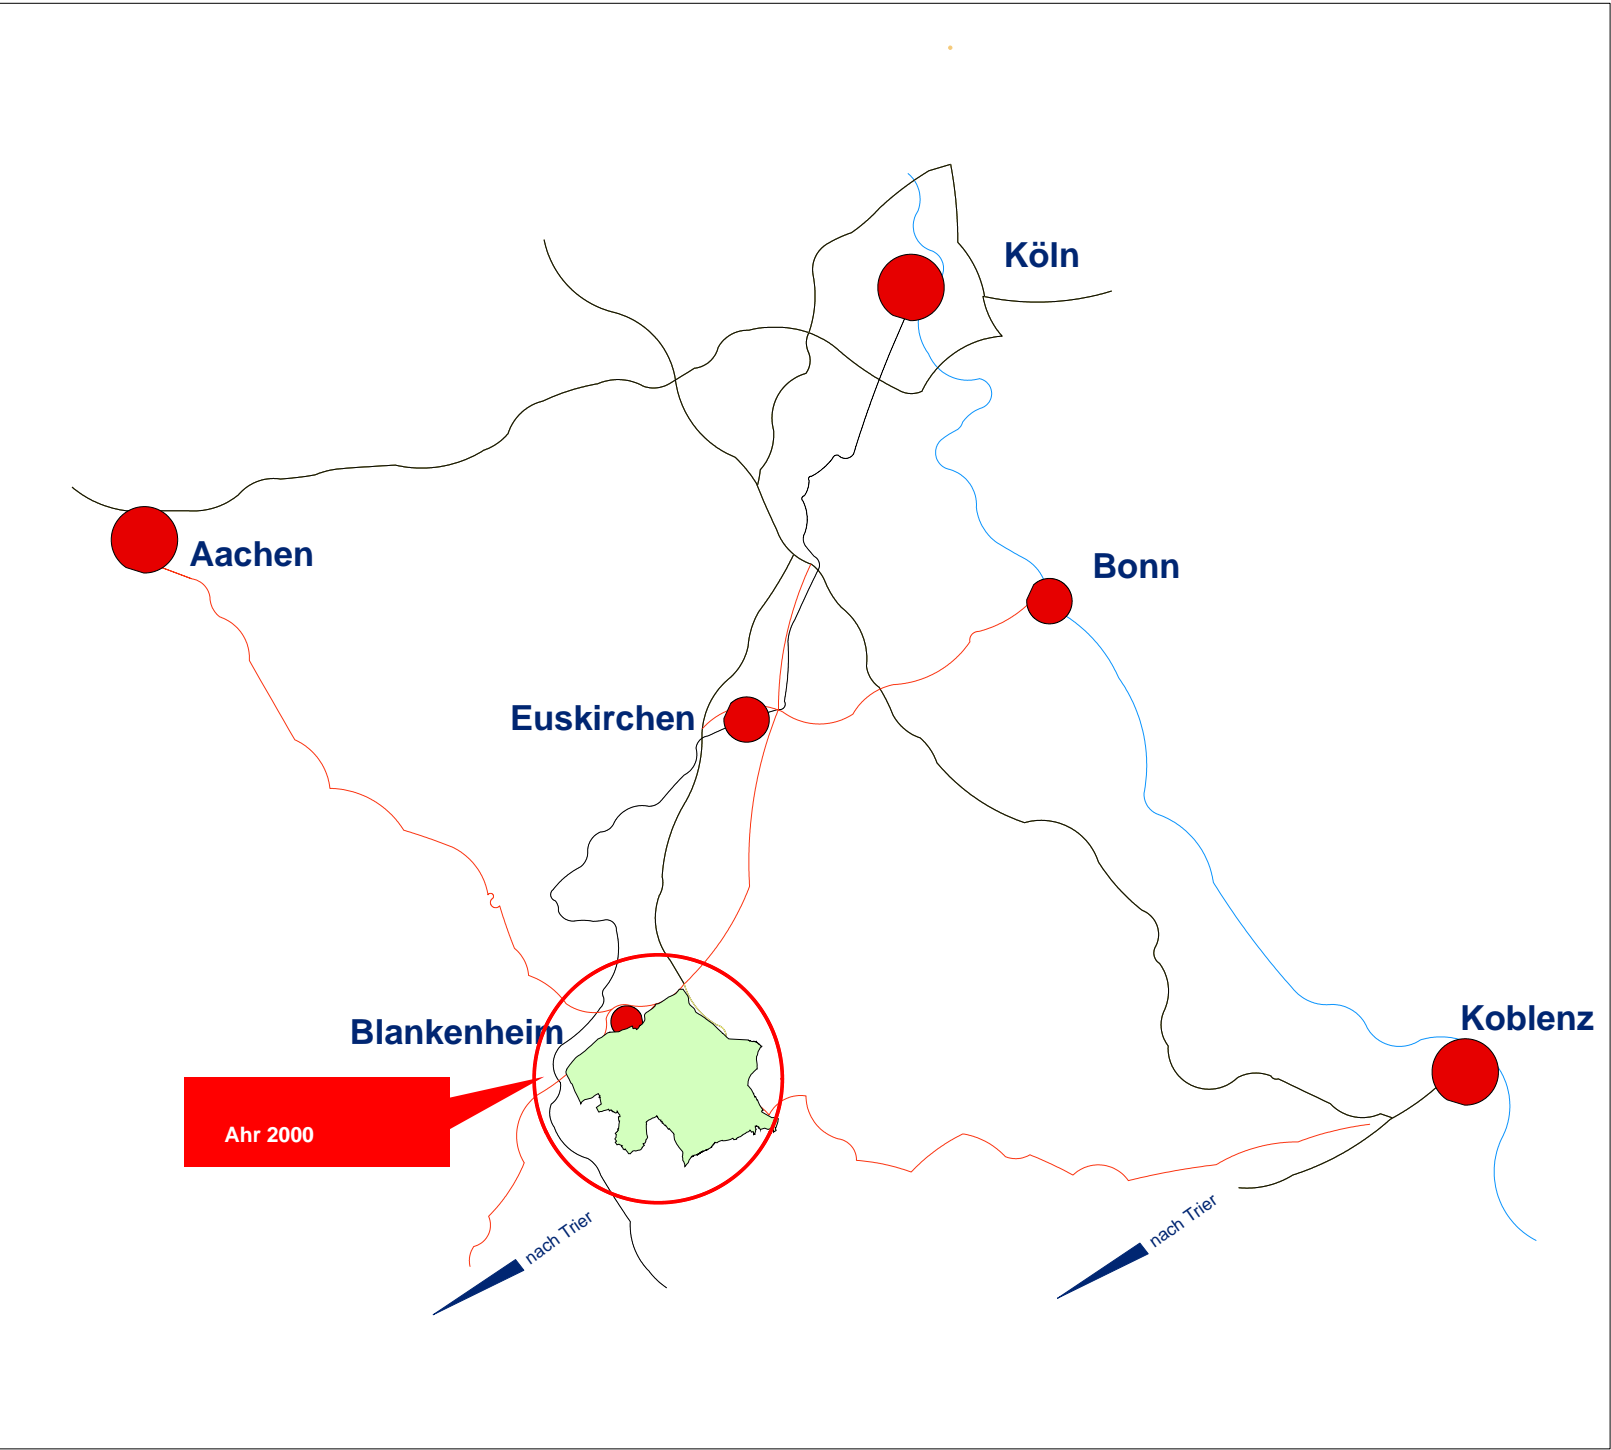 Köln
Aachen
Bonn
Euskirchen
Koblenz
Blankenheim
Ahr 2000
nach Trier
nach Trier